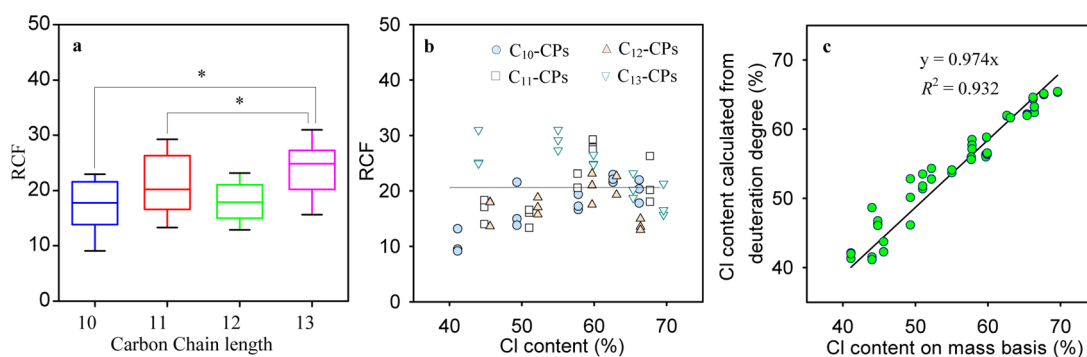 a
RCF
50
40
30
20
10
0
*
*
10 11 12 13
Carbon Chain length
b
RCF
50
40
30
20
10
0
C₁₀-CPs C₁₂-CPs
C₁₁-CPs C₁₃-CPs
40 50 60 70
Cl content (%)
c
Cl content calculated from
deuteration degree (%)
70
60
50
40
y = 0.974x
R² = 0.932
40 50 60 70
Cl content on mass basis (%)